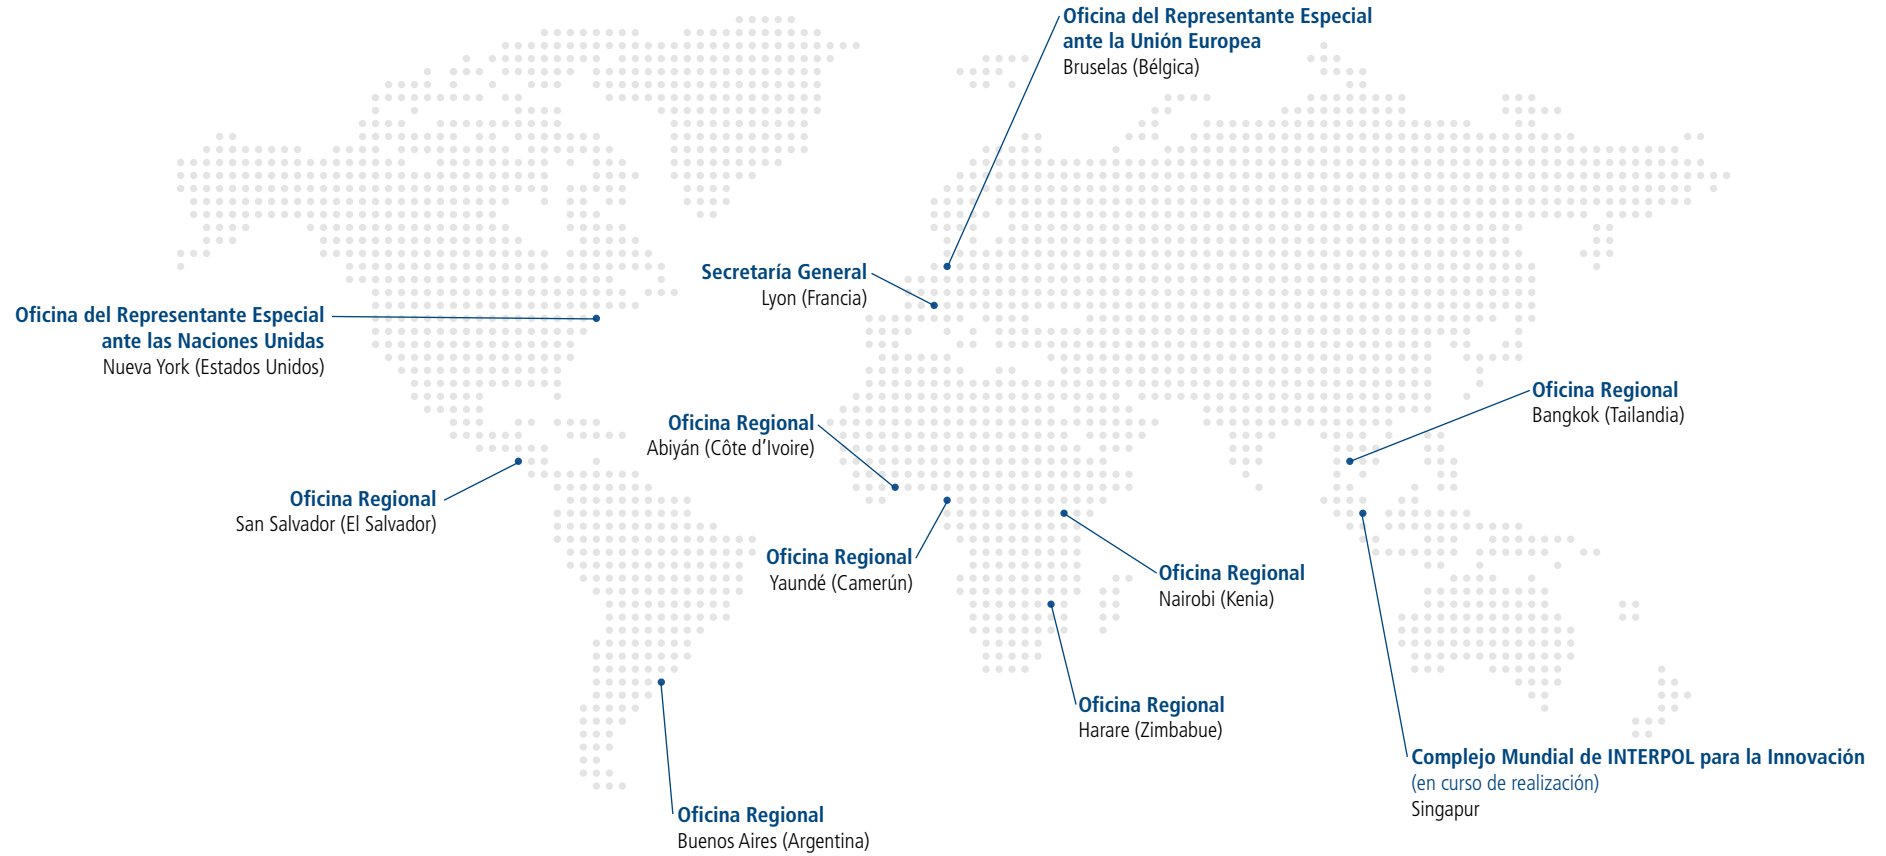 Oficina del Representante Especial
ante la Unión Europea
Bruselas (Bélgica)
Secretaría General
Lyon (Francia)
Oficina del Representante Especial
ante las Naciones Unidas
Nueva York (Estados Unidos)
Oficina Regional
Bangkok (Tailandia)
Oficina Regional
Abiyán (Côte d’Ivoire)
Oficina Regional
San Salvador (El Salvador)
Oficina Regional
Yaundé (Camerún)
Oficina Regional
Nairobi (Kenia)
Oficina Regional
Harare (Zimbabue)
Complejo Mundial de INTERPOL para la Innovación
(en curso de realización)
Singapur
Oficina Regional
Buenos Aires (Argentina)